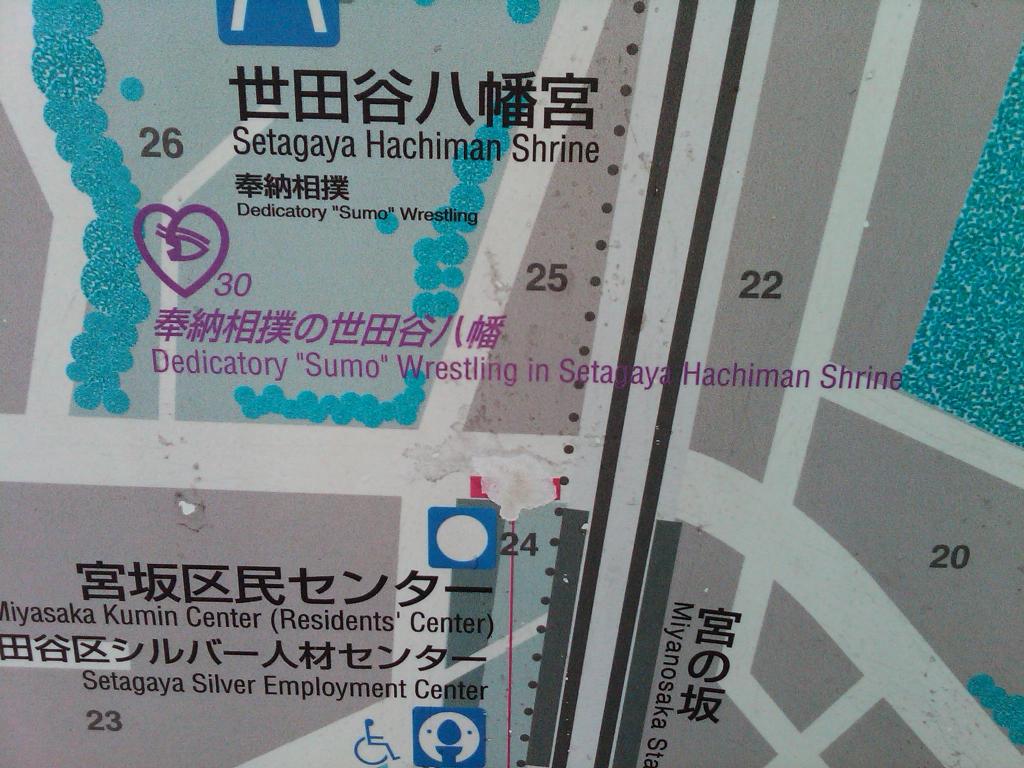 世田谷八幡宮
Setagaya Hachiman Shrine
26
奉納相撲
Dedicatory "Sumo" Wrestling
30
25
22
奉納相撲の世田谷八幡
Dedicatory "Sumo" Wrestling in Setagaya Hachiman Shrine
24
20
宮坂区民センター
Miyasaka Kumin Center (Residents' Center)
田谷区シルバー人材センター
Setagaya Silver Employment Center
23
宮の坂
Miyanosaka Sta